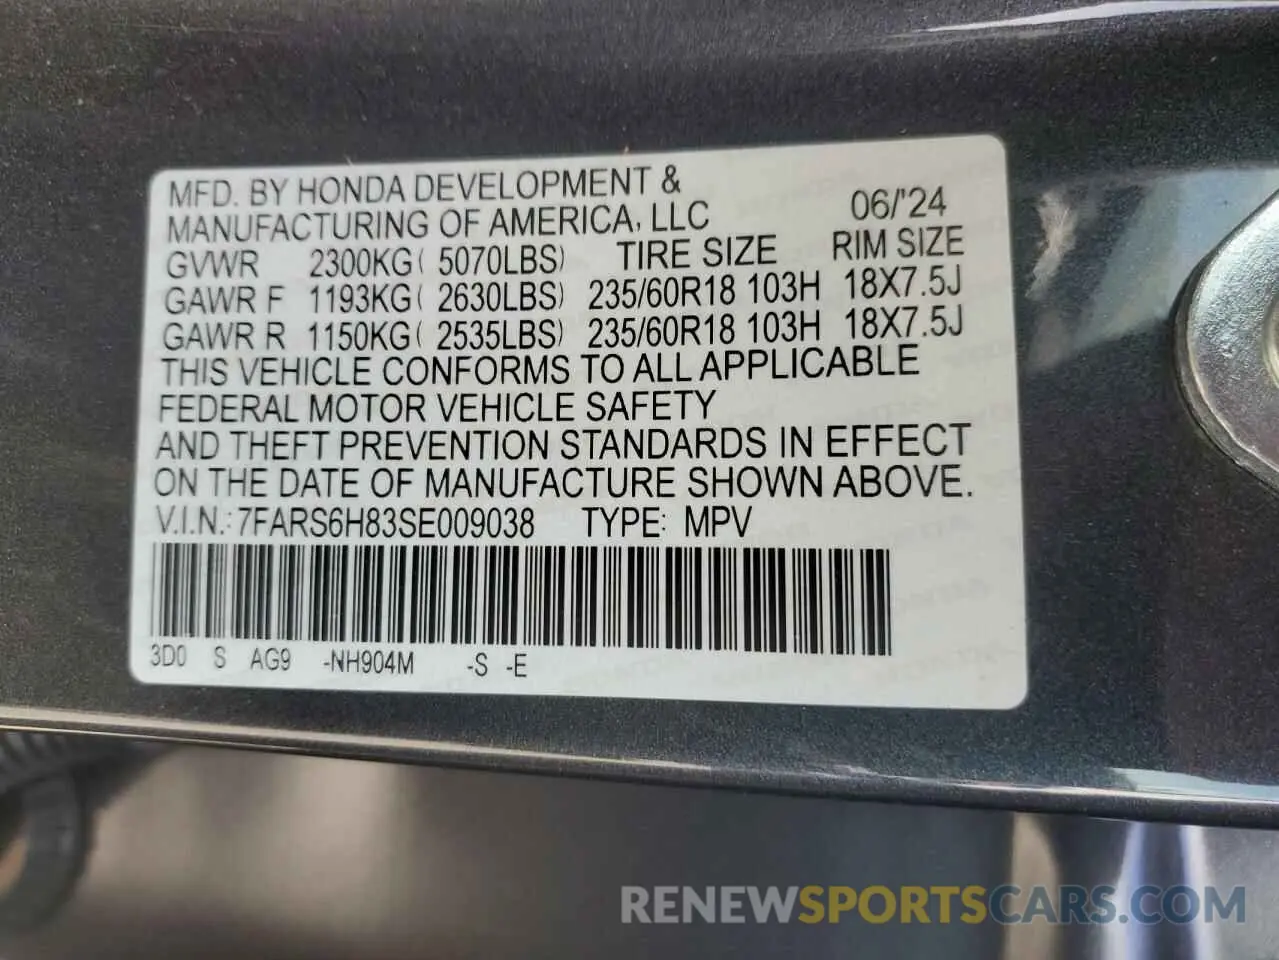 MFD. BY HONDA DEVELOPMENT &
MANUFACTURING OF AMERICA, LLC 06/'24
GVWR 2300KG( 5070LBS) TIRE SIZE RIM SIZE
GAWR F 1193KG( 2630LBS) 235/60R18 103H 18X7.5J
GAWR R 1150KG( 2535LBS) 235/60R18 103H 18X7.5J
THIS VEHICLE CONFORMS TO ALL APPLICABLE
FEDERAL MOTOR VEHICLE SAFETY
AND THEFT PREVENTION STANDARDS IN EFFECT
ON THE DATE OF MANUFACTURE SHOWN ABOVE.
V.I.N.: 7FARS6H83SE009038 TYPE: MPV
3D0 S AG9 -NH904M -S -E
RENEWSPORTSCARS.COM